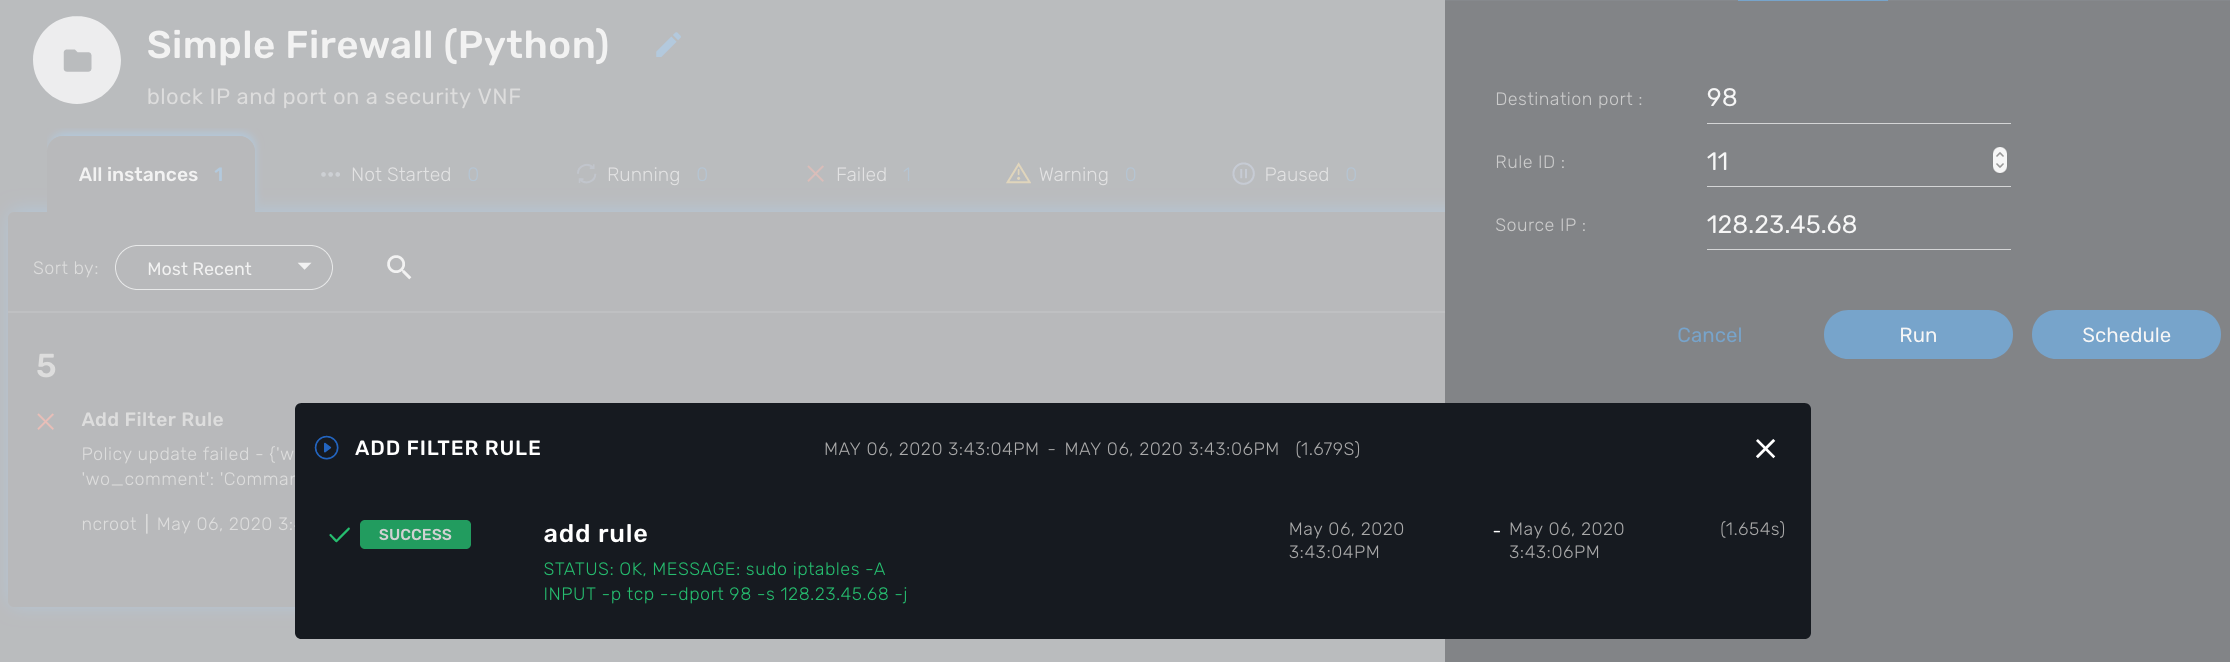 Simple Firewall (Python)
block IP and port on a security VNF
All instances 1
Not Started 0
Running 0
Failed 1
Warning 0
Paused 0
Sort by: Most Recent
5
Add Filter Rule
Policy update failed - {'w
'wo_comment': 'Comman
ncroot | May 06, 2020 3:
Destination port : 98
Rule ID : 11
Source IP : 128.23.45.68
Cancel Run Schedule
ADD FILTER RULE MAY 06, 2020 3:43:04PM - MAY 06, 2020 3:43:06PM (1.679S)
SUCCESS add rule May 06, 2020 - May 06, 2020 (1.654s)
3:43:04PM 3:43:06PM
STATUS: OK, MESSAGE: sudo iptables -A
INPUT -p tcp --dport 98 -s 128.23.45.68 -j